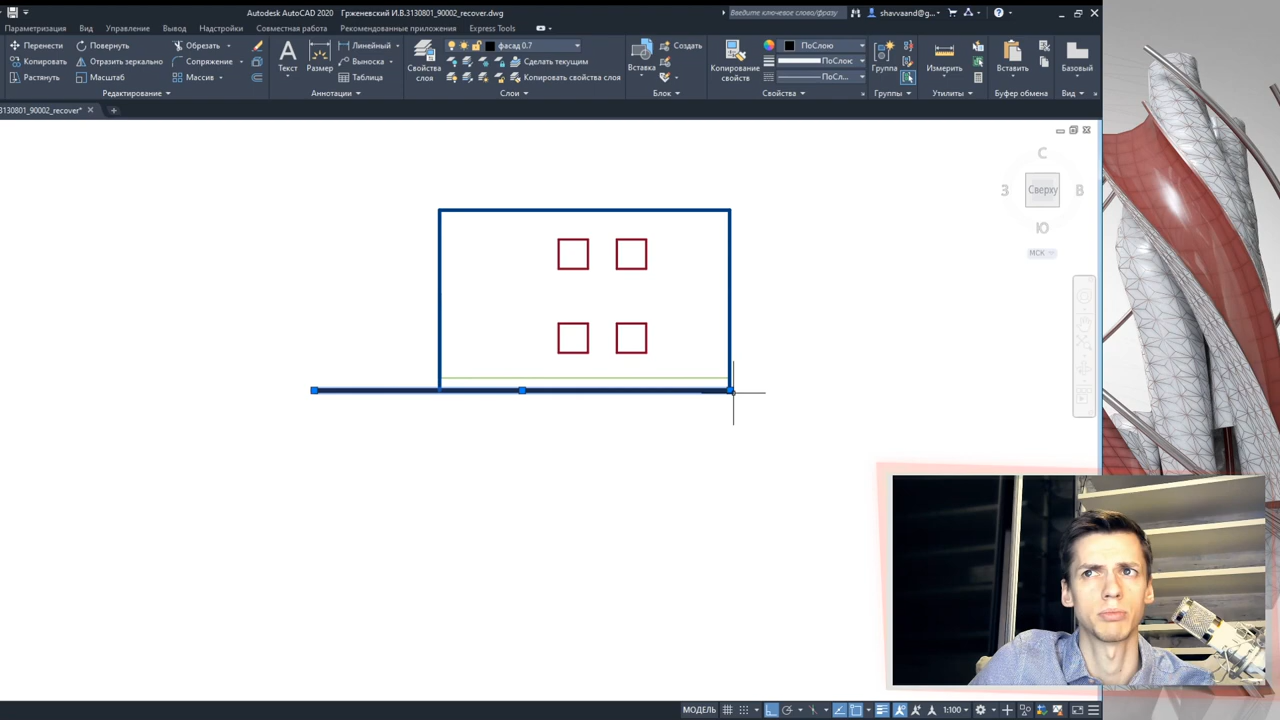 Autodesk AutoCAD 2020 Грженевский И.В.3130801_90002_recover.dwg
Введите ключевое слово/фразу
shavvaand@g...
Параметризация Вид Управление Вывод Надстройки Совместная работа Рекомендованные приложения Express Tools
Перенести Повернуть Обрезать
Копировать Отразить зеркально Сопряжение
Растянуть Масштаб Массив
Редактирование
Текст Размер
Линейный
Выноска
Таблица
Аннотации
Свойства слоя
фасад 0.7
Сделать текущим
Копировать свойства слоя
Слои
Вставка
Создать
Блок
Копирование свойств
ПоСлою
ПоСлою
ПоСл...
Свойства
Группа
Группы
Измерить
Утилиты
Вставить
Буфер обмена
Базовый
Вид
3130801_90002_recover*
С
З Сверху В
Ю
МСК
МОДЕЛЬ
1:100